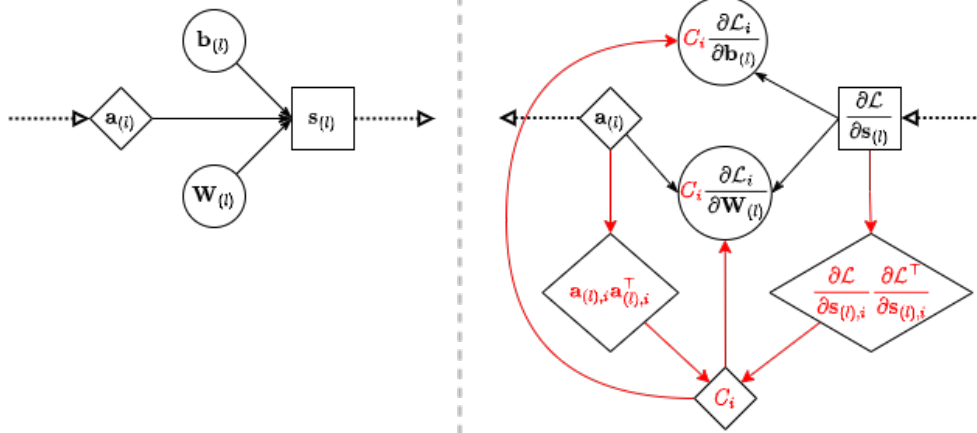 b_(l)
a_(l)
s_(l)
W_(l)
C_i ∂ℒ_i / ∂b_(l)
a_(l)
∂ℒ / ∂s_(l)
C_i ∂ℒ_i / ∂W_(l)
a_(l),i a_(l),i^⊤
∂ℒ / ∂s_(l),i ∂ℒ^⊤ / ∂s_(l),i
C_i